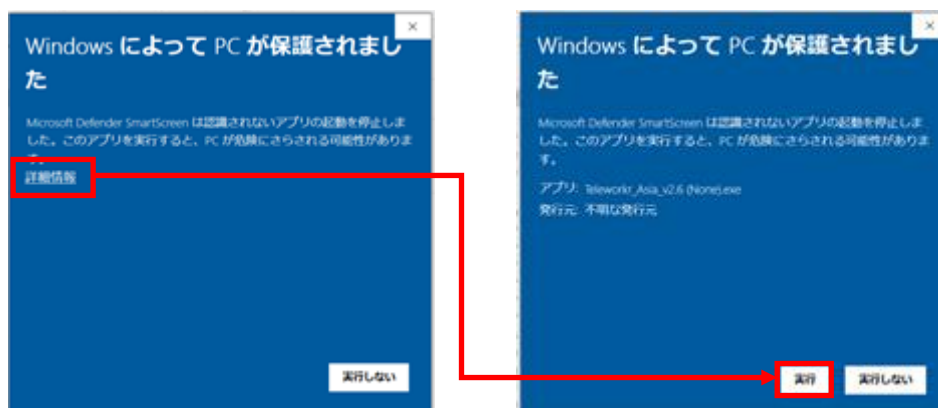 ×
Windows によって PC が保護されまし
た
Microsoft Defender SmartScreen は認識されないアプリの起動を停止しま
した。このアプリを実行すると、PC が危険にさらされる可能性がありま
す。
詳細情報
実行しない
×
Windows によって PC が保護されまし
た
Microsoft Defender SmartScreen は認識されないアプリの起動を停止しま
した。このアプリを実行すると、PC が危険にさらされる可能性がありま
す。
アプリ: Teleworkr_Asia_v2.6 (None).exe
発行元: 不明な発行元
実行 実行しない